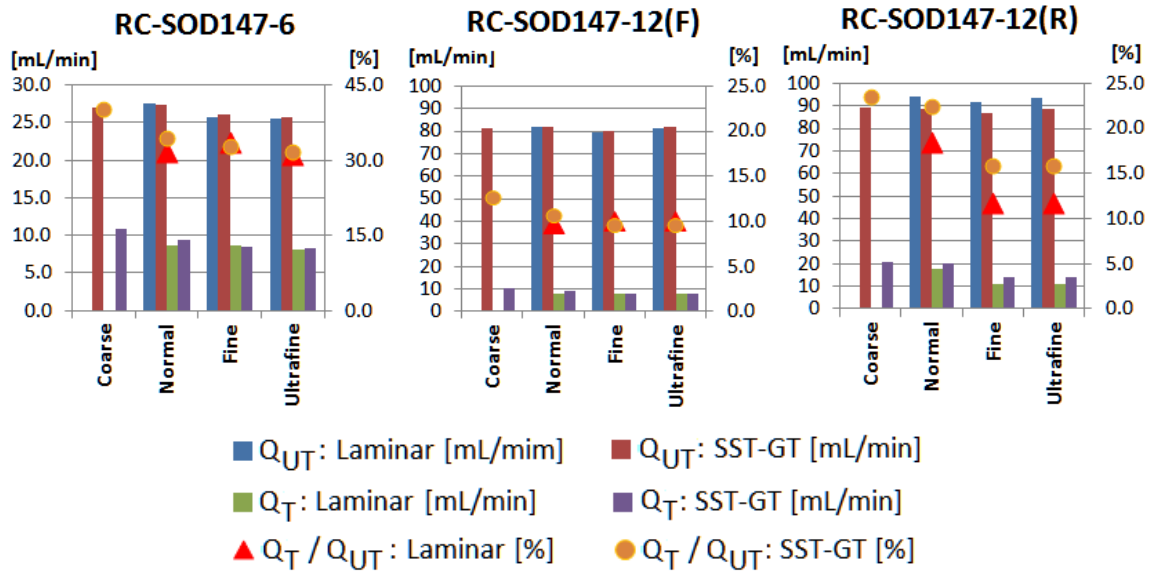 RC-SOD147-6
[mL/min]
[%]
30.0
25.0
20.0
15.0
10.0
5.0
0.0
45.0
30.0
15.0
0.0
Coarse
Normal
Fine
Ultrafine
RC-SOD147-12(F)
[mL/min]
[%]
100
90
80
70
60
50
40
30
20
10
0
25.0
20.0
15.0
10.0
5.0
0.0
Coarse
Normal
Fine
Ultrafine
RC-SOD147-12(R)
[mL/min]
[%]
100
90
80
70
60
50
40
30
20
10
0
25.0
20.0
15.0
10.0
5.0
0.0
Coarse
Normal
Fine
Ultrafine
QUT: Laminar [mL/mim]
QUT: SST-GT [mL/min]
QT: Laminar [mL/min]
QT: SST-GT [mL/min]
QT / QUT: Laminar [%]
QT / QUT: SST-GT [%]